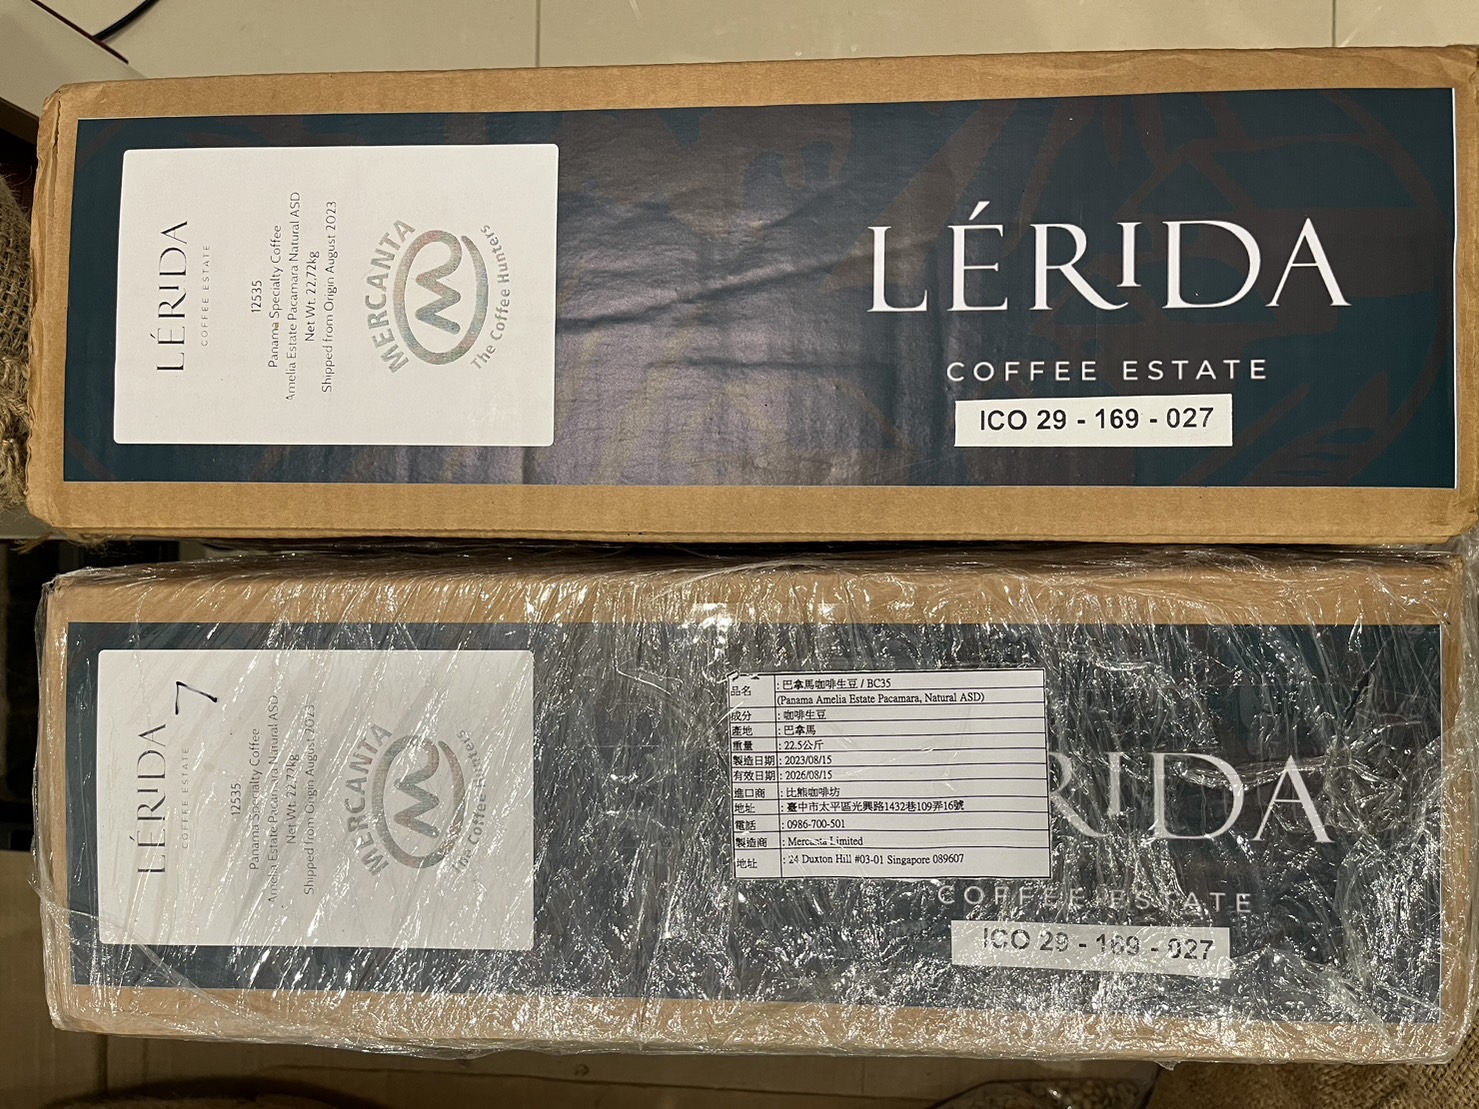 LÉRIDA
COFFEE ESTATE
12535
Panama Specialty Coffee
Amelia Estate Pacamara Natural ASD
Net Wt. 22.72kg
Shipped from Origin August 2023
MERCANTA
The Coffee Hunters
LÉRIDA
COFFEE ESTATE
ICO 29 - 169 - 027
7
LÉRIDA
COFFEE ESTATE
12535
Panama Specialty Coffee
Amelia Estate Pacamara Natural ASD
Net Wt. 22.72kg
Shipped from Origin August 2023
MERCANTA
The Coffee Hunters
品名 : 巴拿馬咖啡生豆 / BC35
(Panama Amelia Estate Pacamara, Natural ASD)
成分 : 咖啡生豆
產地 : 巴拿馬
重量 : 22.5公斤
製造日期 : 2023/08/15
有效日期 : 2026/08/15
進口商 : 比熊咖啡坊
地址 : 臺中市太平區光興路1432巷109弄16號
電話 : 0986-700-501
製造商 : Mercanta Limited
地址 : 24 Duxton Hill #03-01 Singapore 089607
RIDA
COFFEE ESTATE
ICO 29 - 169 - 027